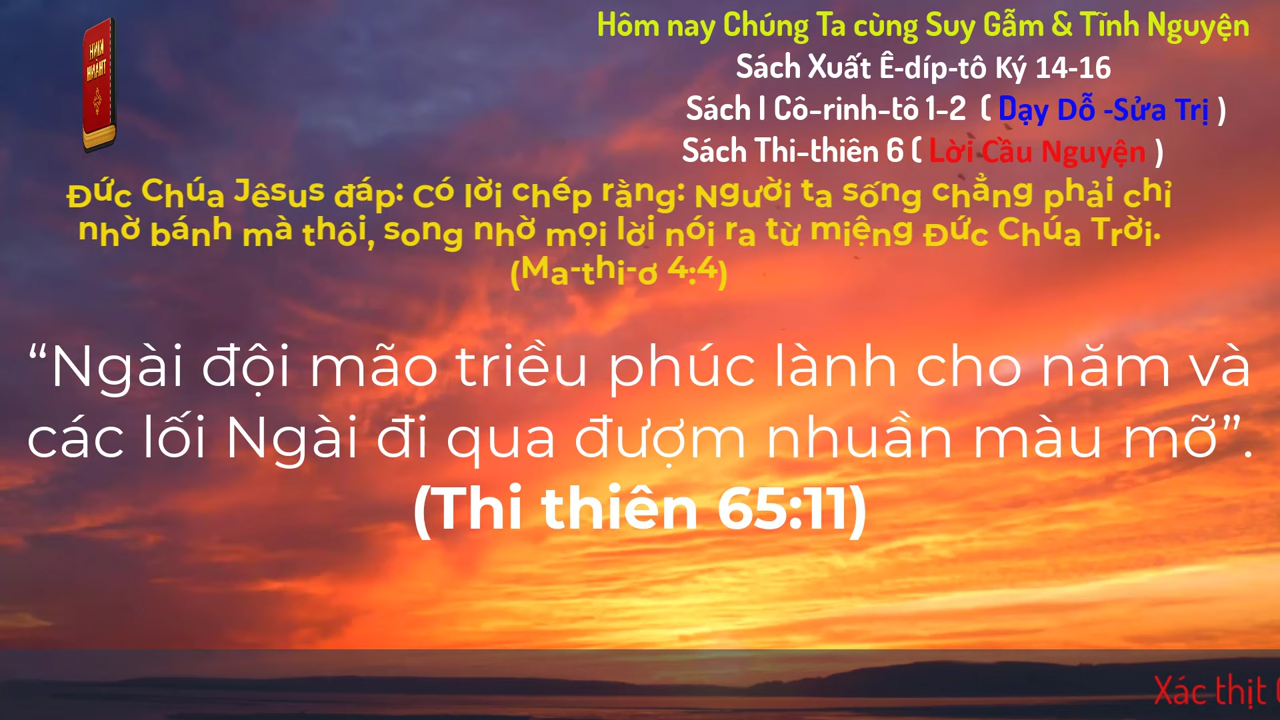 KINH
THÁNH
Hôm nay Chúng Ta cùng Suy Gẫm & Tĩnh Nguyện
Sách Xuất Ê-díp-tô Ký 14-16
Sách I Cô-rinh-tô 1-2 ( Dạy Dỗ -Sửa Trị )
Sách Thi-thiên 6 ( Lời Cầu Nguyện )
Đức Chúa Jêsus đáp: Có lời chép rằng: Người ta sống chẳng phải chỉ
nhờ bánh mà thôi, song nhờ mọi lời nói ra từ miệng Đức Chúa Trời.
(Ma-thi-ơ 4:4)
“Ngài đội mão triều phúc lành cho năm và
các lối Ngài đi qua đượm nhuần màu mỡ”.
(Thi thiên 65:11)
Xác thịt